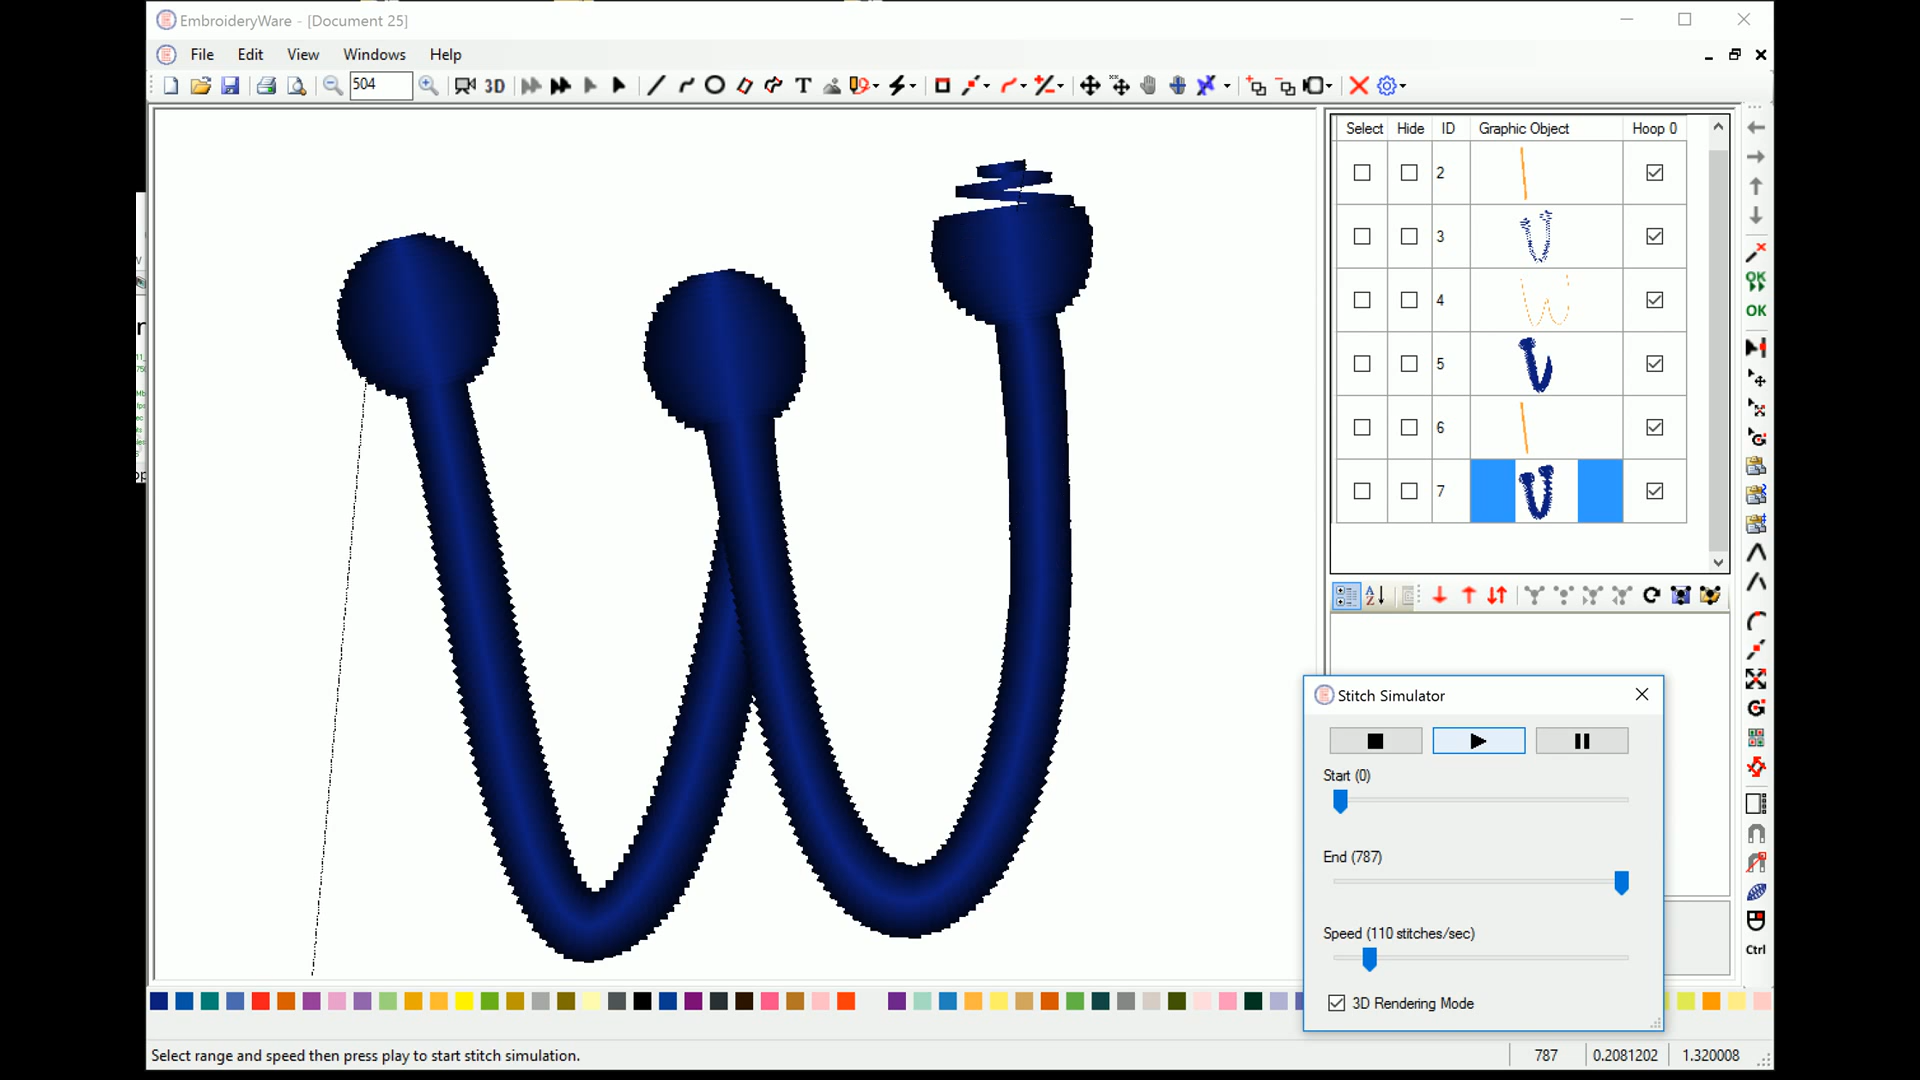 EmbroideryWare - [Document 25]
File Edit View Windows Help
504 3D T
Select Hide ID Graphic Object Hoop 0
2
3
4
5
6
7
OK
OK
A
Z
Stitch Simulator
Start (0)
End (787)
Speed (110 stitches/sec)
3D Rendering Mode
Ctrl
Select range and speed then press play to start stitch simulation.
787 0.2081202 1.320008